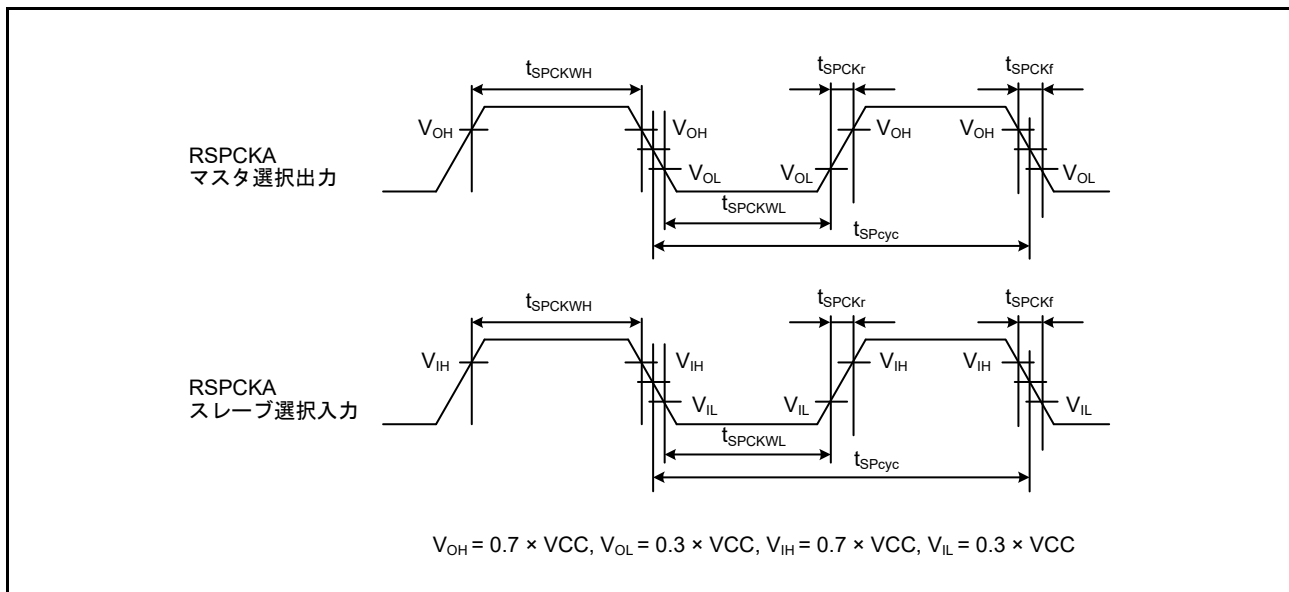 tSPCKWH
tSPCKr
tSPCKf
VOH
VOH
VOH
VOH
RSPCKA
マスタ選択出力
VOL
VOL
VOL
tSPCKWL
tSPcyc
tSPCKWH
tSPCKr
tSPCKf
VIH
VIH
VIH
VIH
RSPCKA
スレーブ選択入力
VIL
VIL
VIL
tSPCKWL
tSPcyc
VOH = 0.7 × VCC, VOL = 0.3 × VCC, VIH = 0.7 × VCC, VIL = 0.3 × VCC